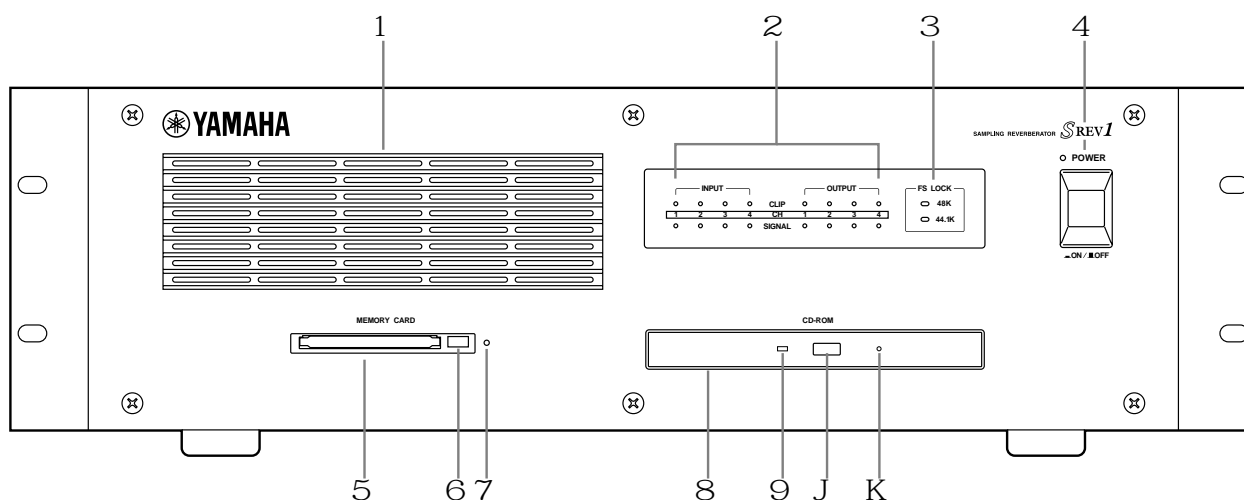 1 2 3 4
YAMAHA
SAMPLING REVERBERATOR SREV1
POWER
INPUT OUTPUT FS LOCK
CLIP 48K
1 2 3 4 CH 1 2 3 4
44.1K
SIGNAL
ON / OFF
MEMORY CARD CD-ROM
5 6 7 8 9 J K